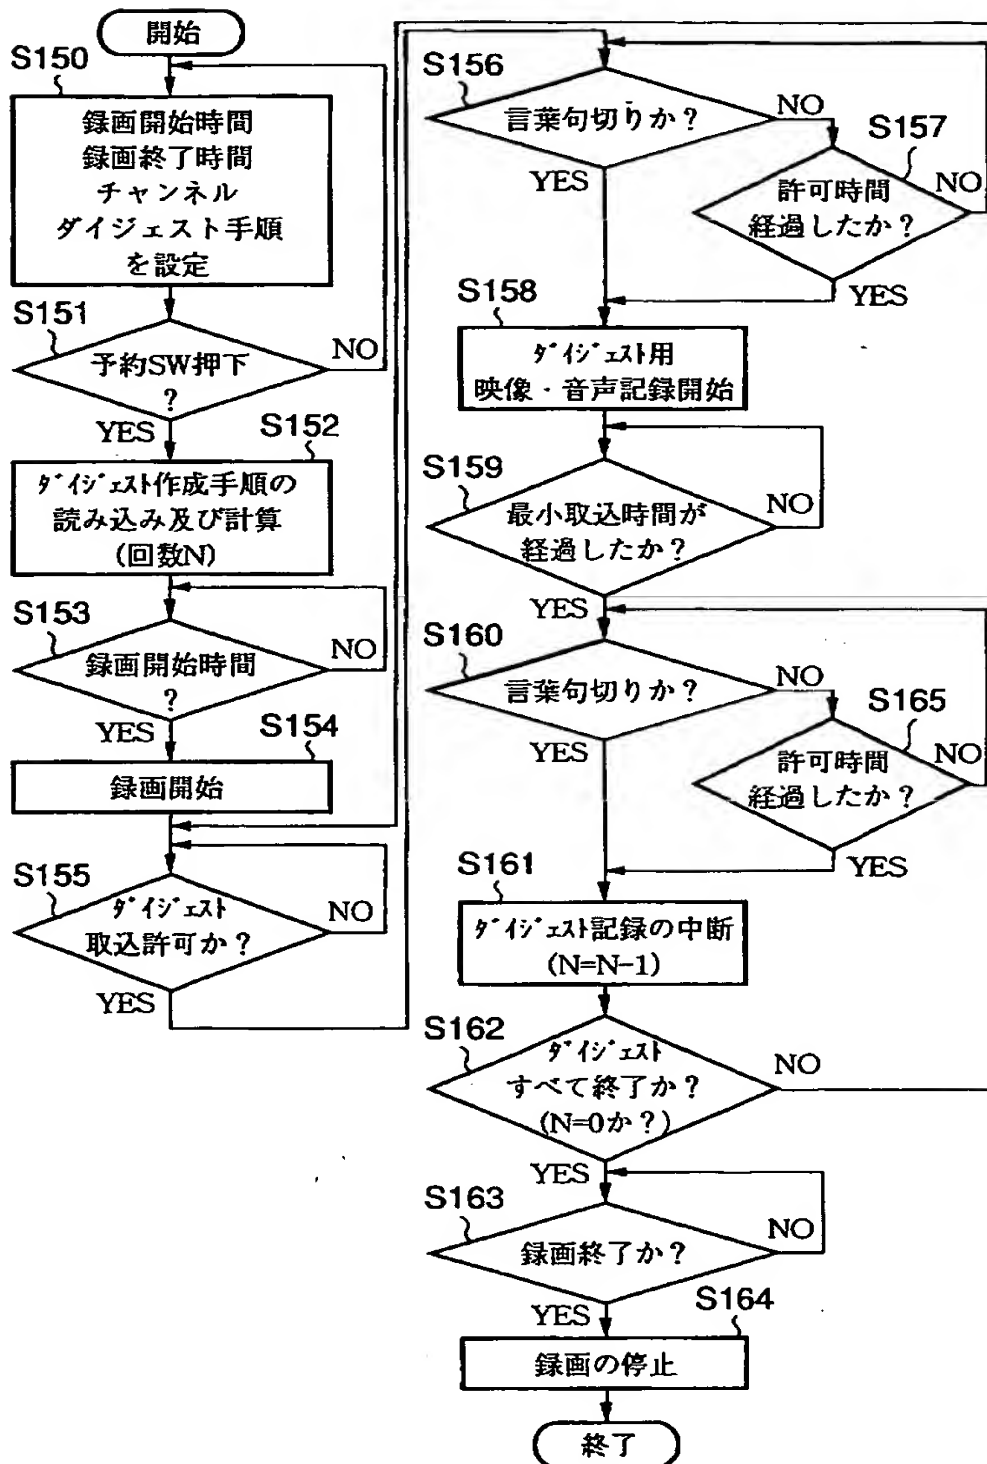 開始
S150
録画開始時間
録画終了時間
チャンネル
ダイジェスト手順
を設定
S151
予約SW押下
?
NO
YES
S152
ダイジェスト作成手順の
読み込み及び計算
(回数N)
S153
録画開始時間
?
NO
YES
S154
録画開始
S155
ダイジェスト
取込許可か?
NO
YES
S156
言葉句切りか?
NO
YES
S157
許可時間
経過したか?
NO
YES
S158
ダイジェスト用
映像・音声記録開始
S159
最小取込時間が
経過したか?
NO
YES
S160
言葉句切りか?
NO
YES
S165
許可時間
経過したか?
NO
YES
S161
ダイジェスト記録の中断
(N=N-1)
S162
ダイジェスト
すべて終了か?
(N=0か?)
NO
YES
S163
録画終了か?
NO
YES
S164
録画の停止
終了